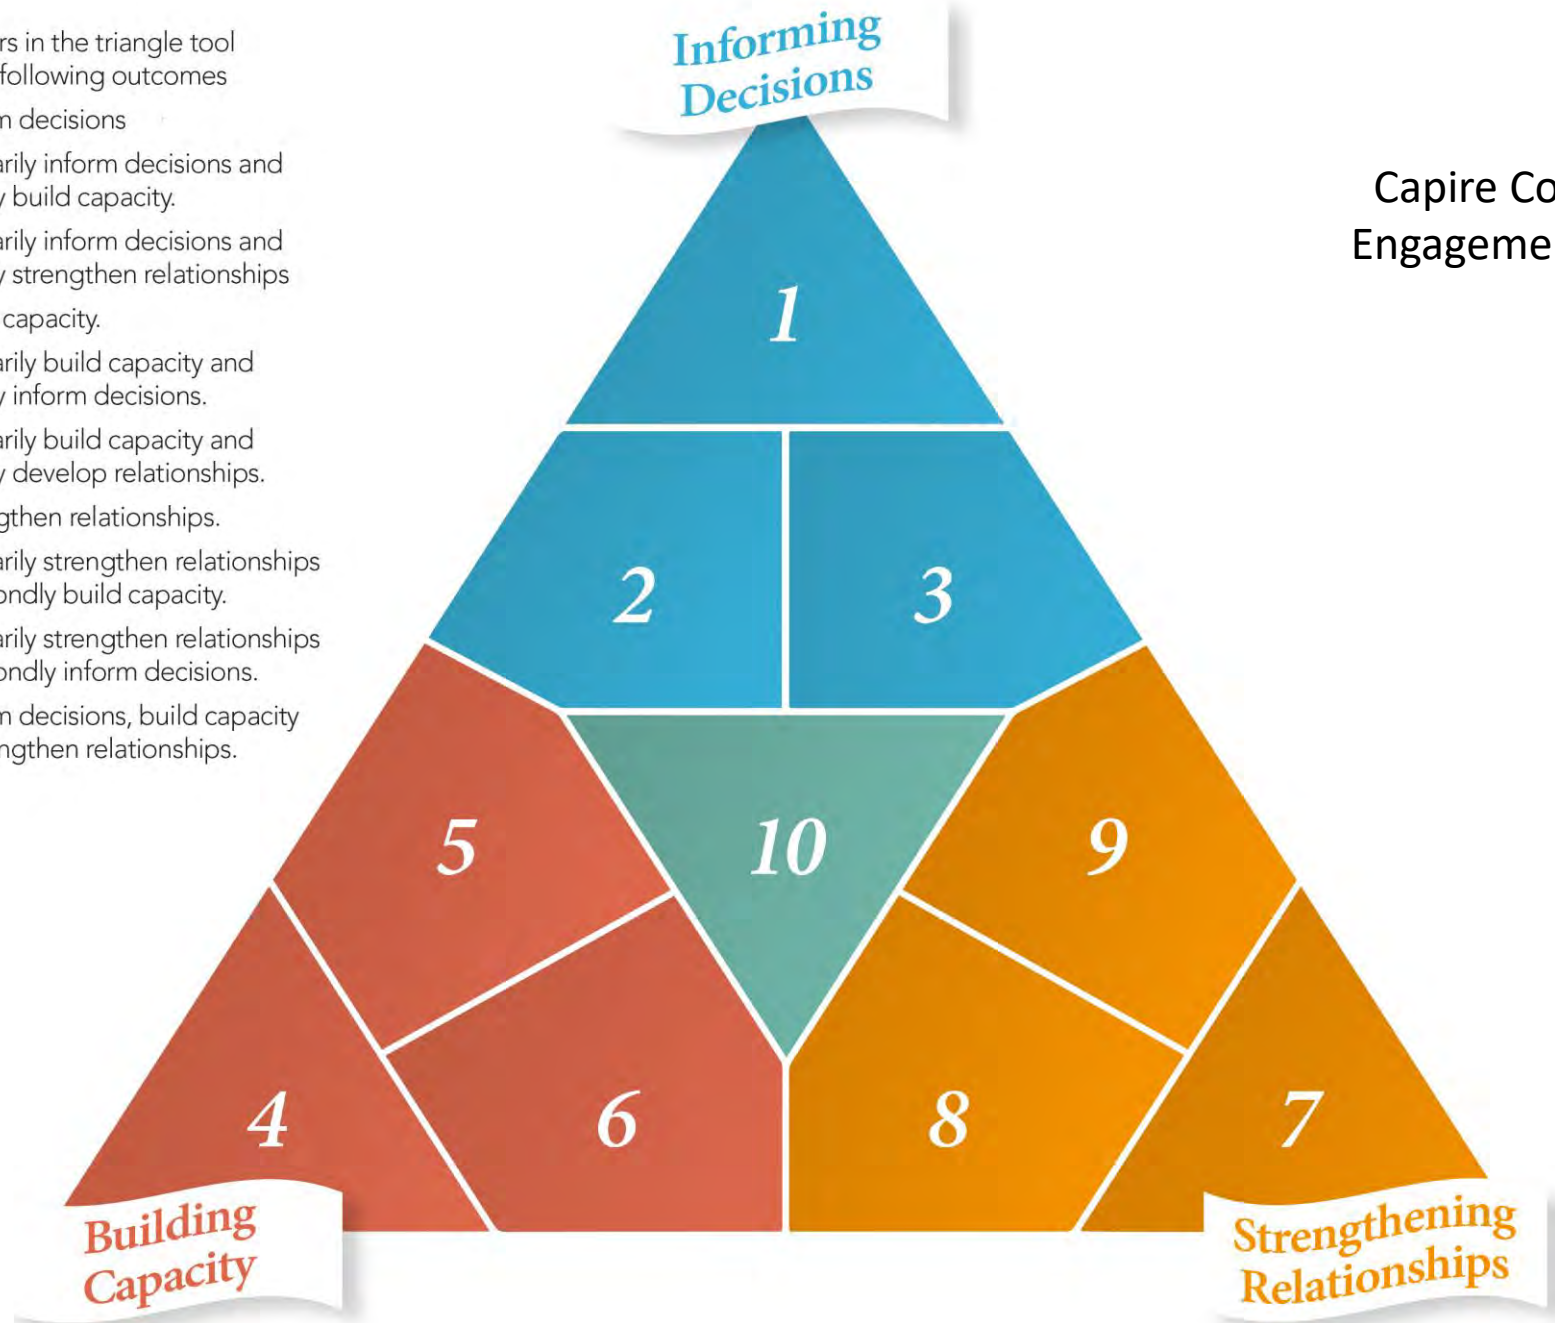 rs in the triangle tool
following outcomes
m decisions
arily inform decisions and
y build capacity.
arily inform decisions and
y strengthen relationships
capacity.
arily build capacity and
y inform decisions.
arily build capacity and
y develop relationships.
gthen relationships.
arily strengthen relationships
ondly build capacity.
arily strengthen relationships
ondly inform decisions.
m decisions, build capacity
ngthen relationships.
Informing
Decisions
Capire Co
Engageme
1
2
3
5
10
9
4
6
8
7
Building
Capacity
Strengthening
Relationships